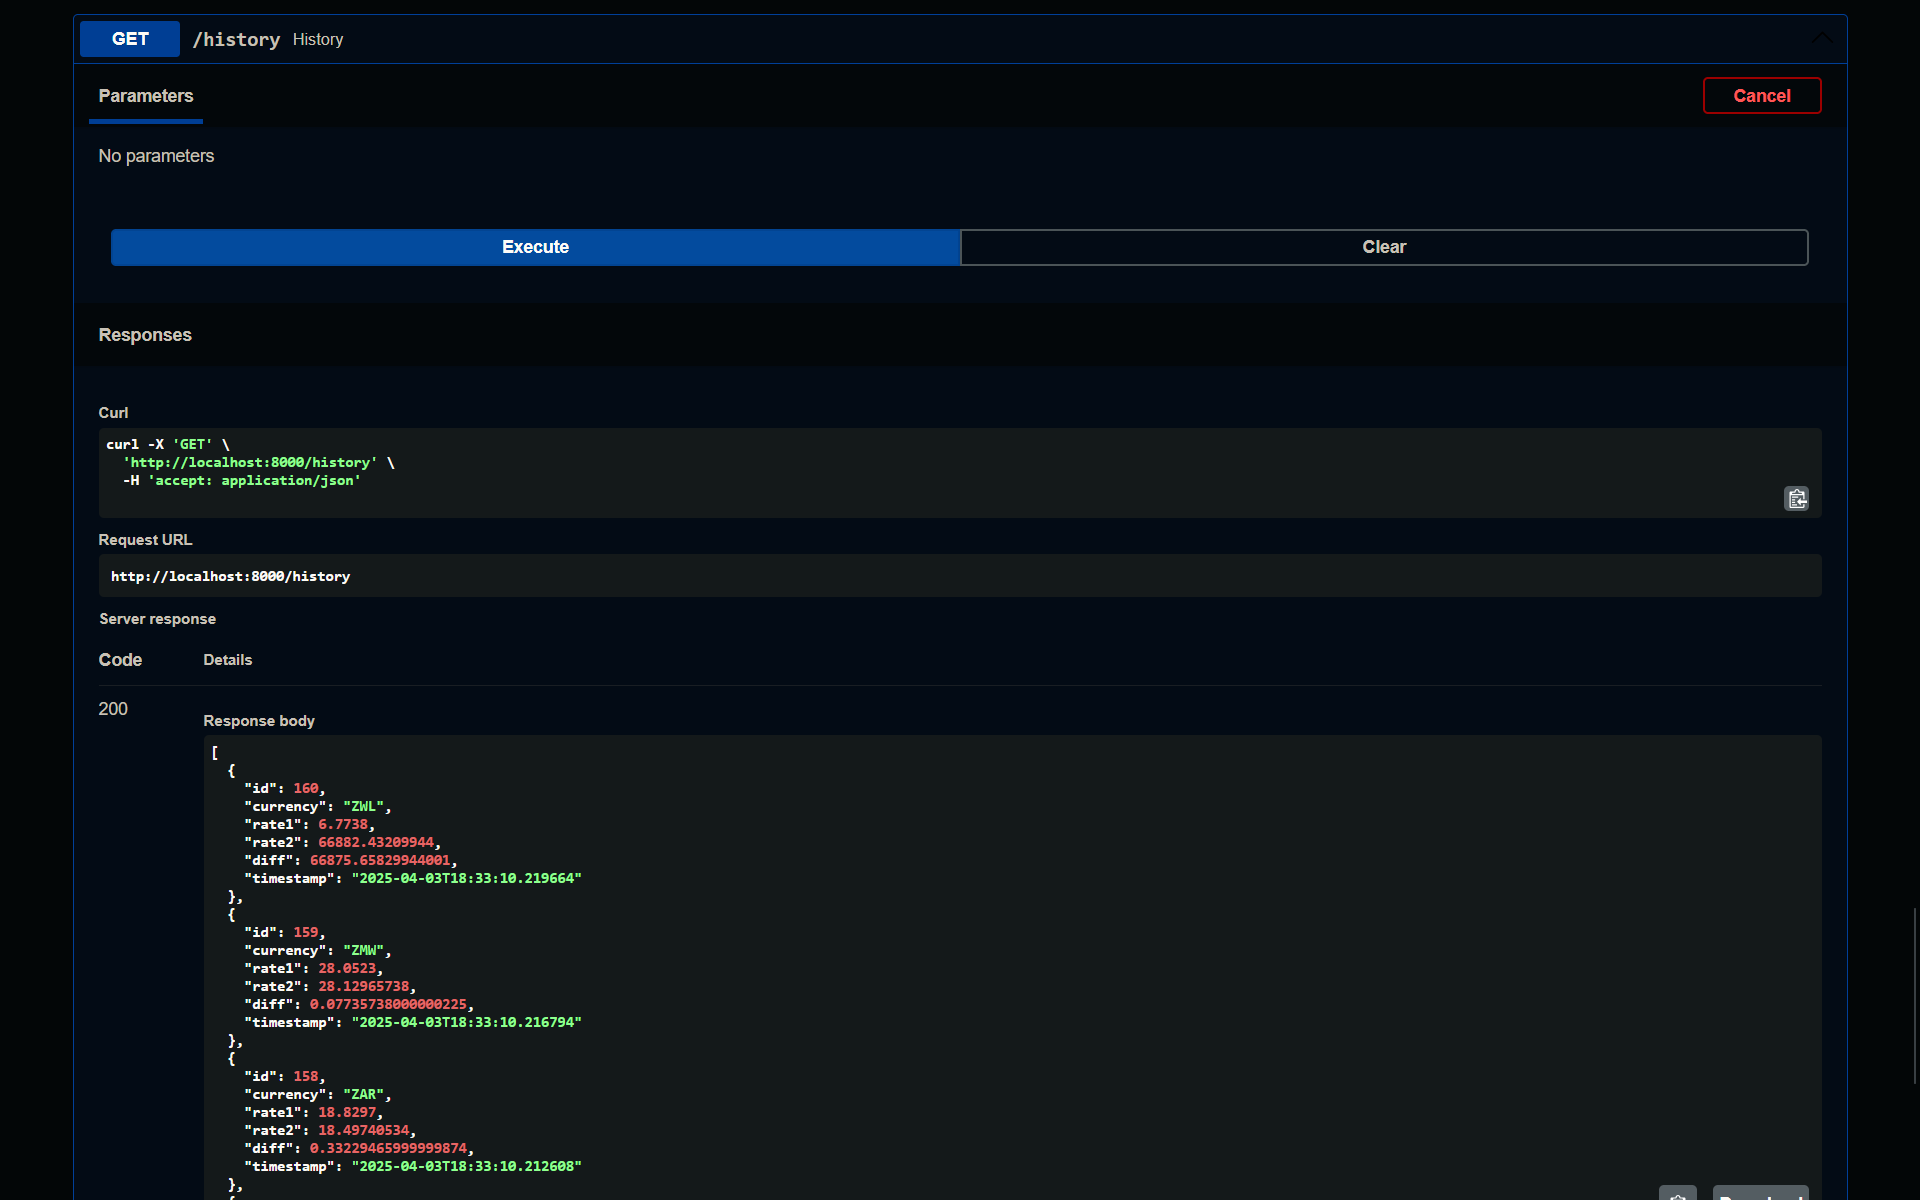 GET /history History
Parameters
Cancel
No parameters
Execute
Clear
Responses
Curl
curl -X 'GET' \
  'http://localhost:8000/history' \
  -H 'accept: application/json'
Request URL
http://localhost:8000/history
Server response
Code Details
200
Response body
[
  {
    "id": 160,
    "currency": "ZWL",
    "rate1": 6.7738,
    "rate2": 66882.43209944,
    "diff": 66875.65829944001,
    "timestamp": "2025-04-03T18:33:10.219664"
  },
  {
    "id": 159,
    "currency": "ZMW",
    "rate1": 28.0523,
    "rate2": 28.12965738,
    "diff": 0.07735738000000225,
    "timestamp": "2025-04-03T18:33:10.216794"
  },
  {
    "id": 158,
    "currency": "ZAR",
    "rate1": 18.8297,
    "rate2": 18.49740534,
    "diff": 0.33229465999999874,
    "timestamp": "2025-04-03T18:33:10.212608"
  },